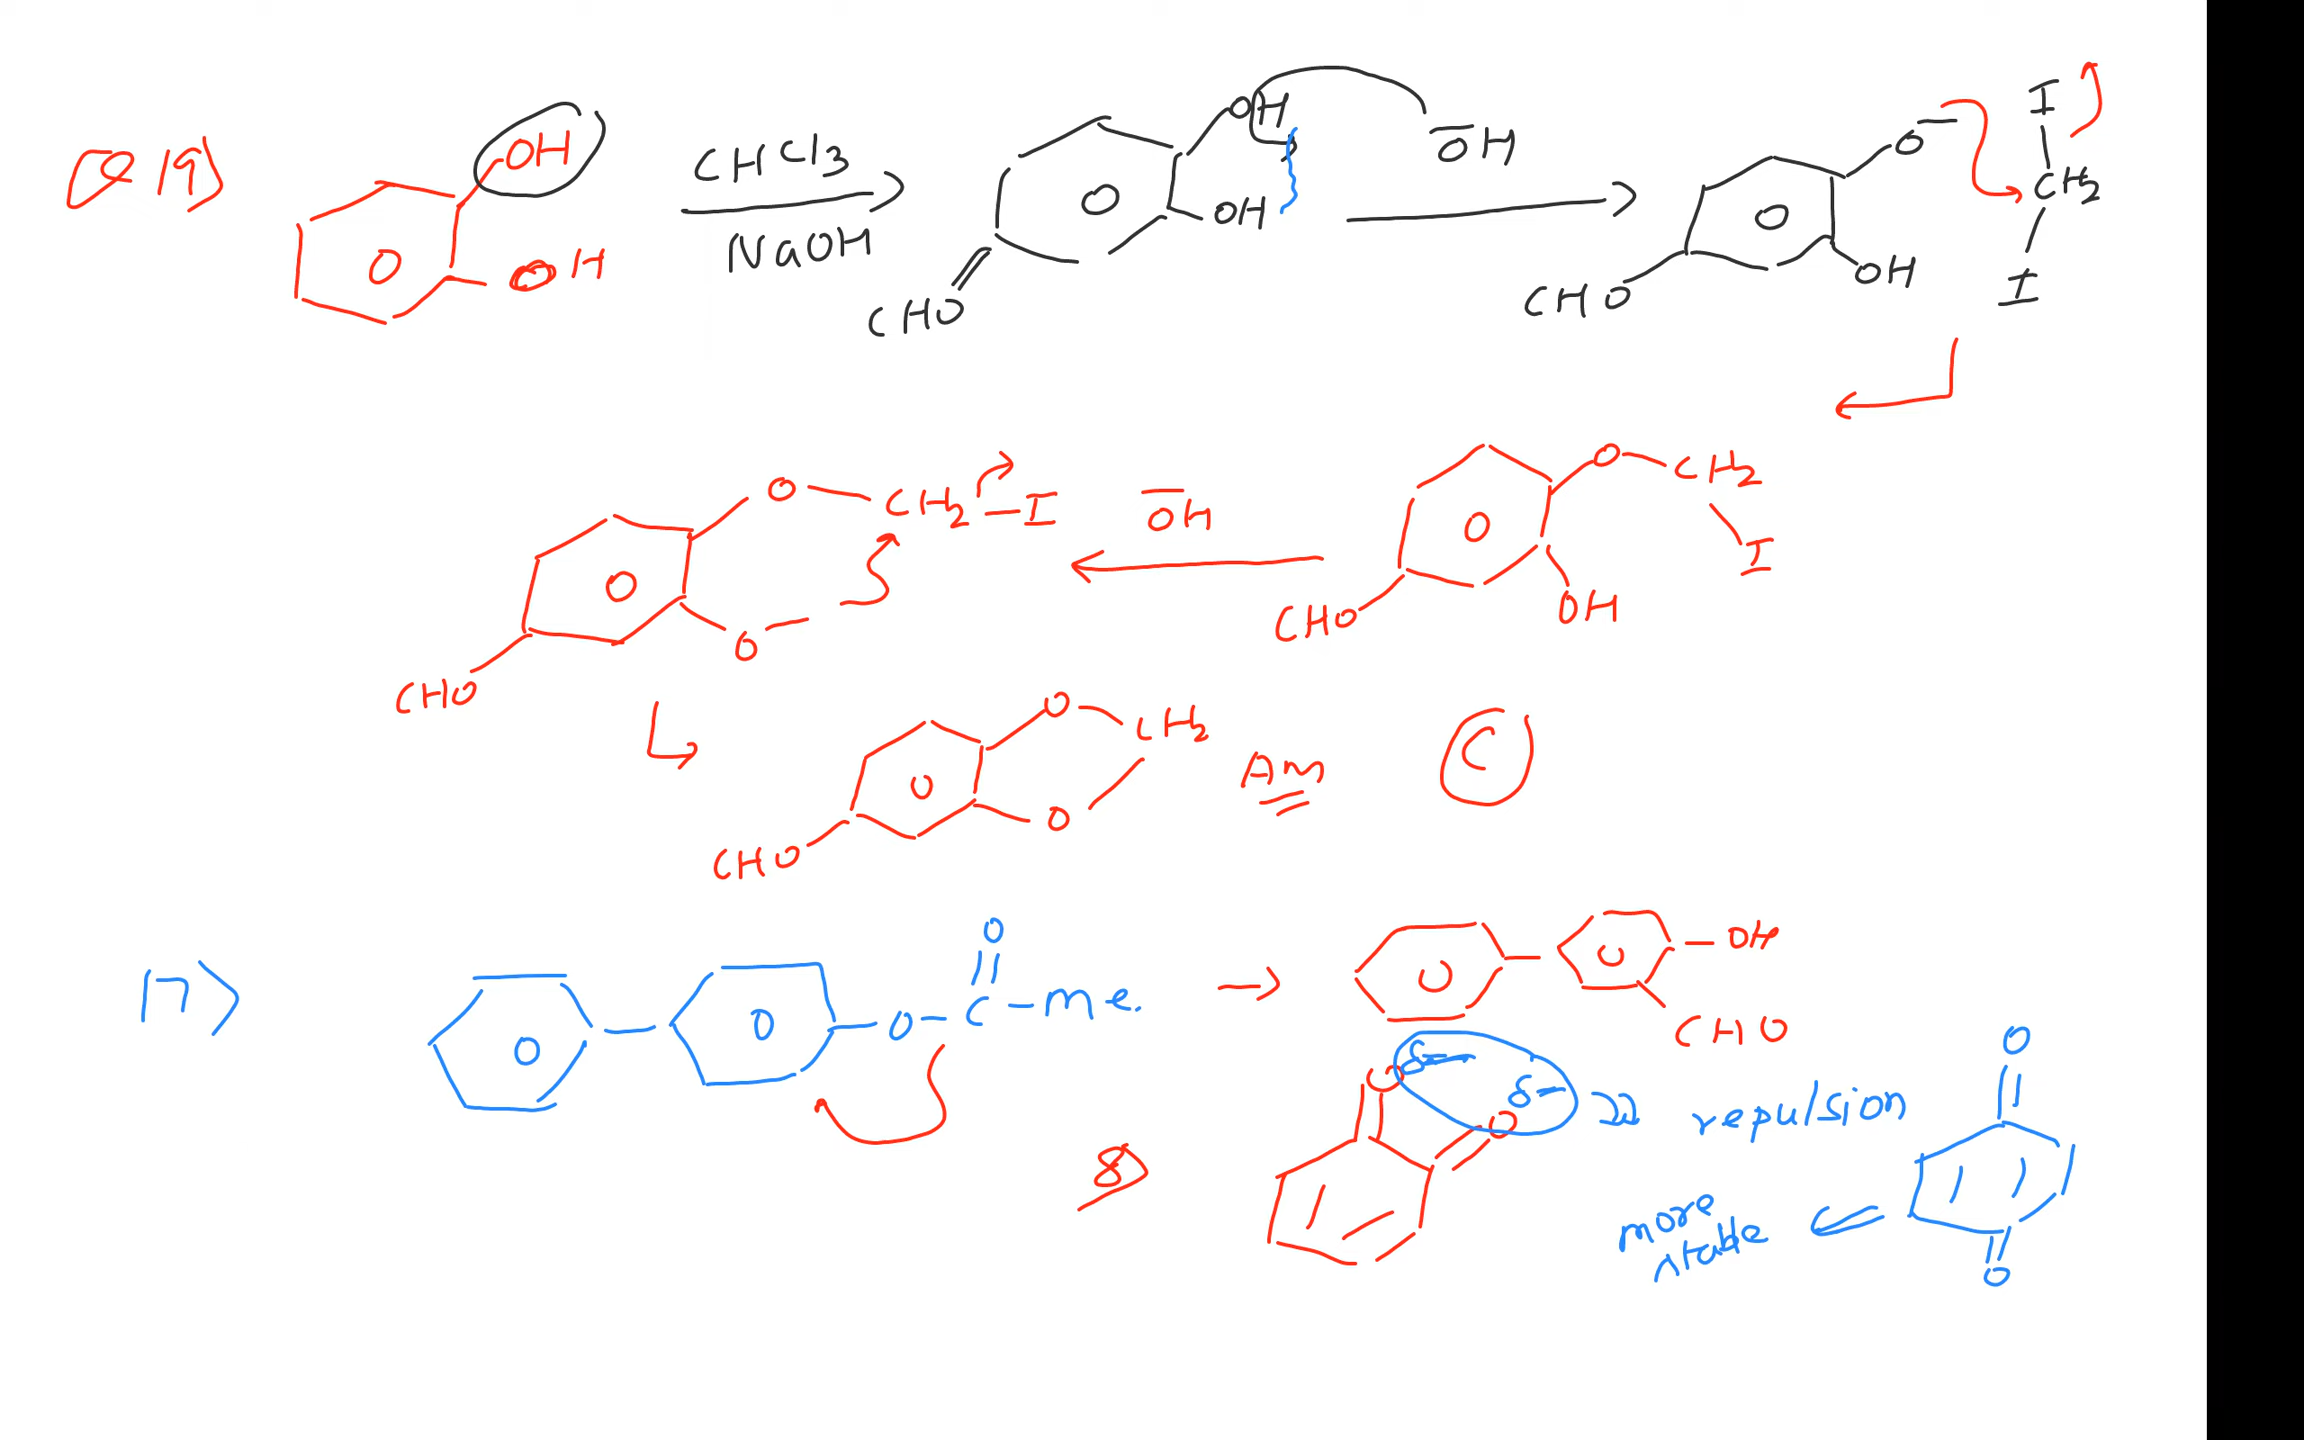 Q 19)
OH
OH
CHCl3
NaOH
OH
OH
CHO
OH
O
OH
CHO
I
CH2
I
O CH2 I
O
CHO
OH
O CH2
I
OH
CHO
O CH2
O
CHO
C
17)
O
O-C-me.
OH
CHO
8)
O δ-
δ- O
repulsion
more
stable
O
O